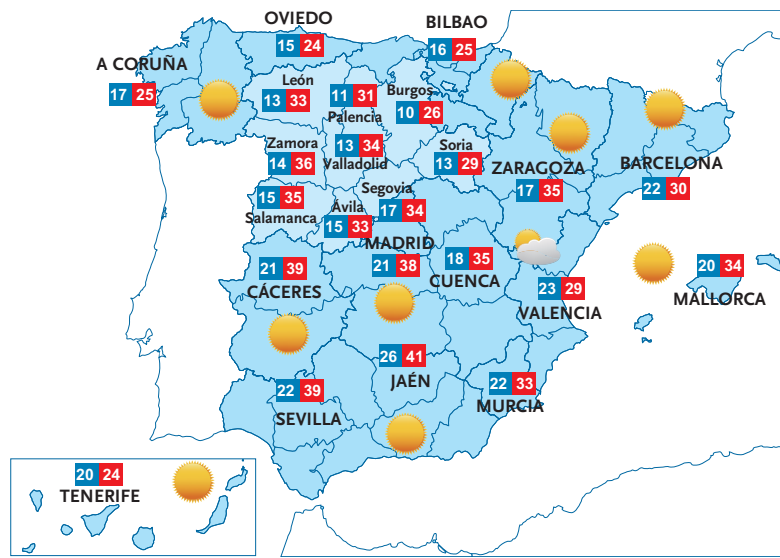 OVIEDO
15 24
BILBAO
16 25
A CORUÑA
17 25
León
13 33
11 31
Palencia
Burgos
10 26
Zamora
14 36
13 34
Valladolid
Soria
13 29
ZARAGOZA
17 35
BARCELONA
22 30
15 35
Salamanca
Ávila
15 33
Segovia
17 34
MADRID
21 38
18 35
CUENCA
21 39
CÁCERES
23 29
VALENCIA
20 34
MALLORCA
26 41
JAÉN
22 39
SEVILLA
22 33
MURCIA
20 24
TENERIFE